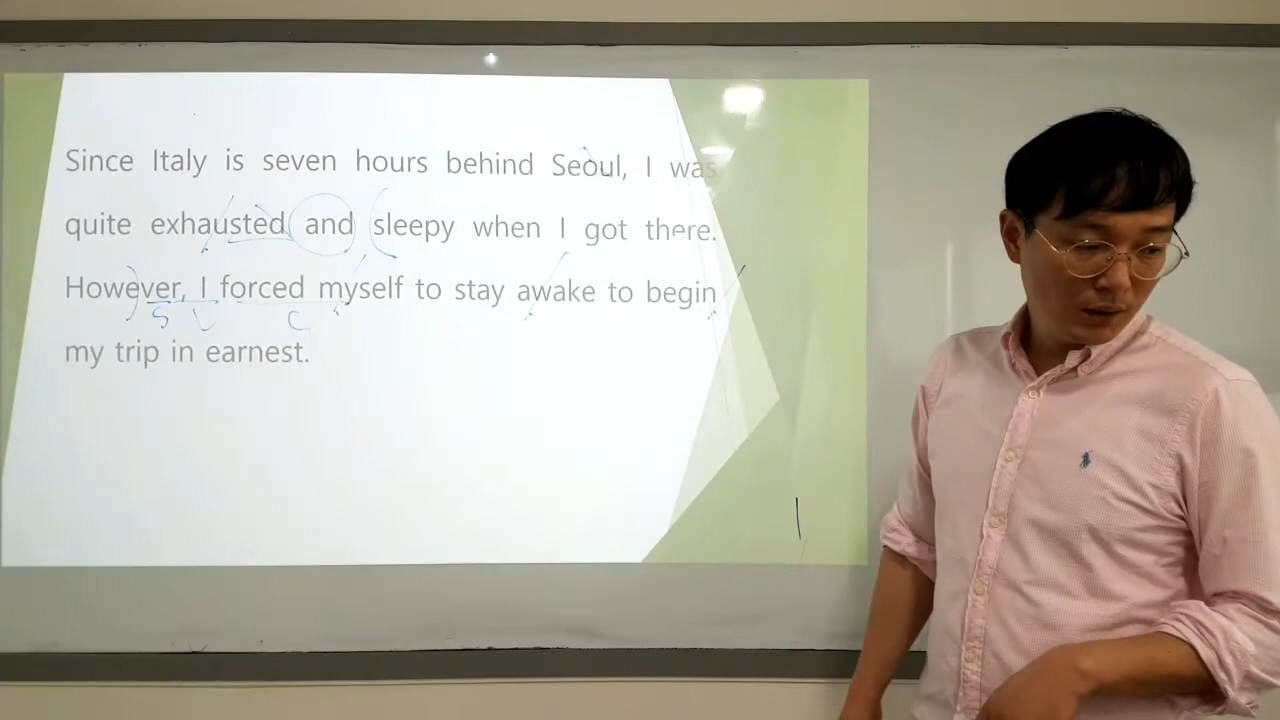 Since Italy is seven hours behind Seoul, I was
quite exhausted and sleepy when I got there.
However, I forced myself to stay awake to begin
my trip in earnest.
S V C